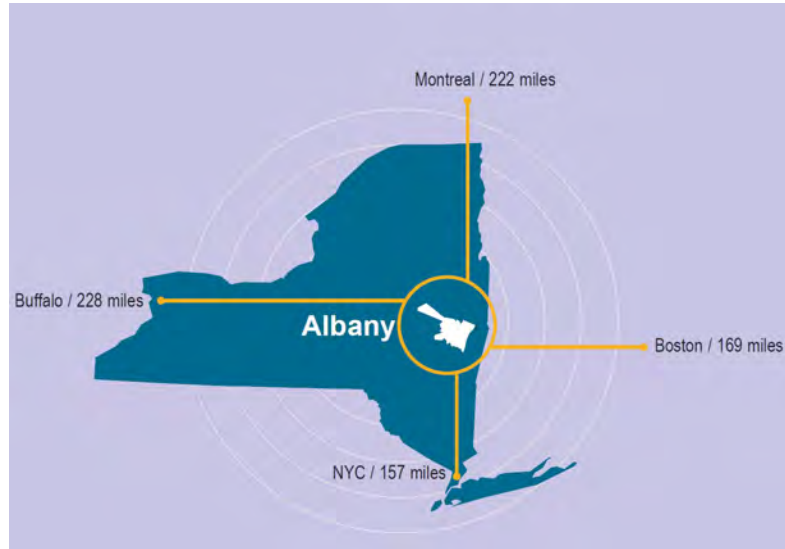 Montreal / 222 miles
Buffalo / 228 miles
Albany
Boston / 169 miles
NYC / 157 miles